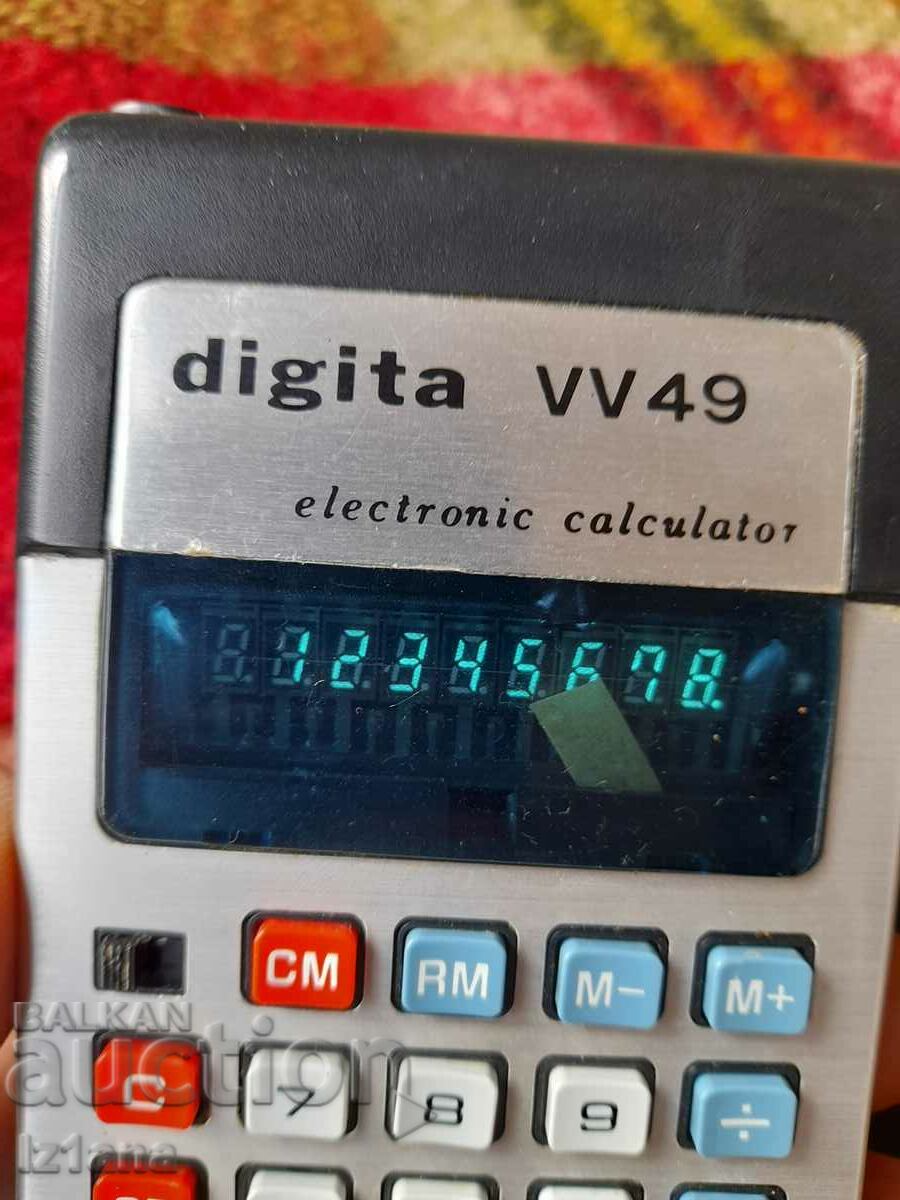 digita VV49
electronic calculator
12345678.
CM RM M- M+
C 7 8 9 ÷
BALKAN
auction
Iz1ana